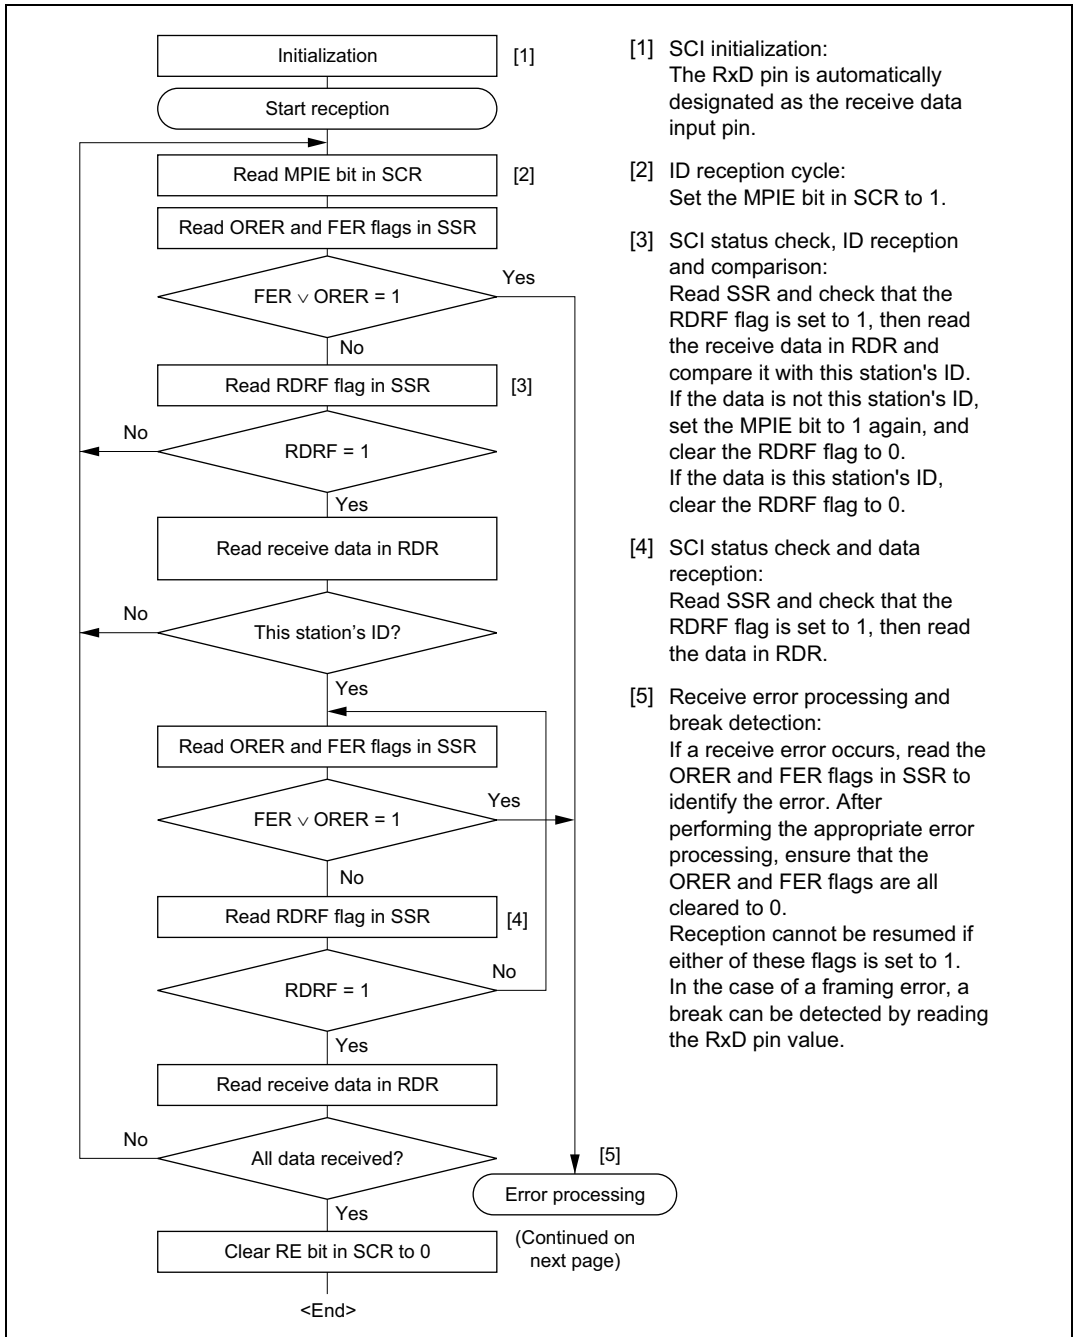 Initialization [1]
Start reception
Read MPIE bit in SCR [2]
Read ORER and FER flags in SSR
Yes
FER ∨ ORER = 1
No
Read RDRF flag in SSR [3]
No
RDRF = 1
Yes
Read receive data in RDR
No
This station's ID?
Yes
Read ORER and FER flags in SSR
Yes
FER ∨ ORER = 1
No
Read RDRF flag in SSR [4]
No
RDRF = 1
Yes
Read receive data in RDR
No
All data received?
[5]
Error processing
Yes
(Continued on
next page)
Clear RE bit in SCR to 0
<End>
[1] SCI initialization:
The RxD pin is automatically
designated as the receive data
input pin.
[2] ID reception cycle:
Set the MPIE bit in SCR to 1.
[3] SCI status check, ID reception
and comparison:
Read SSR and check that the
RDRF flag is set to 1, then read
the receive data in RDR and
compare it with this station's ID.
If the data is not this station's ID,
set the MPIE bit to 1 again, and
clear the RDRF flag to 0.
If the data is this station's ID,
clear the RDRF flag to 0.
[4] SCI status check and data
reception:
Read SSR and check that the
RDRF flag is set to 1, then read
the data in RDR.
[5] Receive error processing and
break detection:
If a receive error occurs, read the
ORER and FER flags in SSR to
identify the error. After
performing the appropriate error
processing, ensure that the
ORER and FER flags are all
cleared to 0.
Reception cannot be resumed if
either of these flags is set to 1.
In the case of a framing error, a
break can be detected by reading
the RxD pin value.